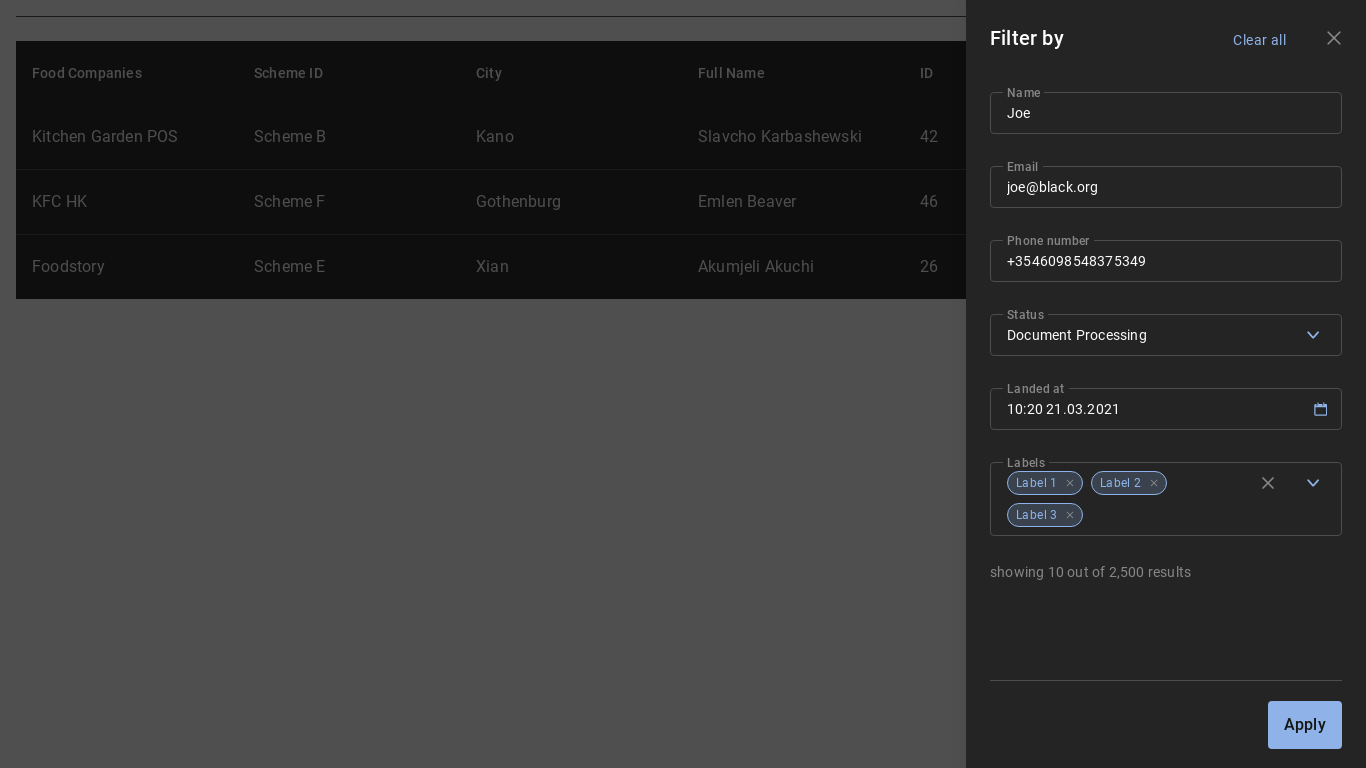 Food Companies Scheme ID City Full Name ID
Kitchen Garden POS Scheme B Kano Slavcho Karbashewski 42
KFC HK Scheme F Gothenburg Emlen Beaver 46
Foodstory Scheme E Xian Akumjeli Akuchi 26
Filter by Clear all
Name
Joe
Email
joe@black.org
Phone number
+3546098548375349
Status
Document Processing
Landed at
10:20 21.03.2021
Labels
Label 1 Label 2
Label 3
showing 10 out of 2,500 results
Apply